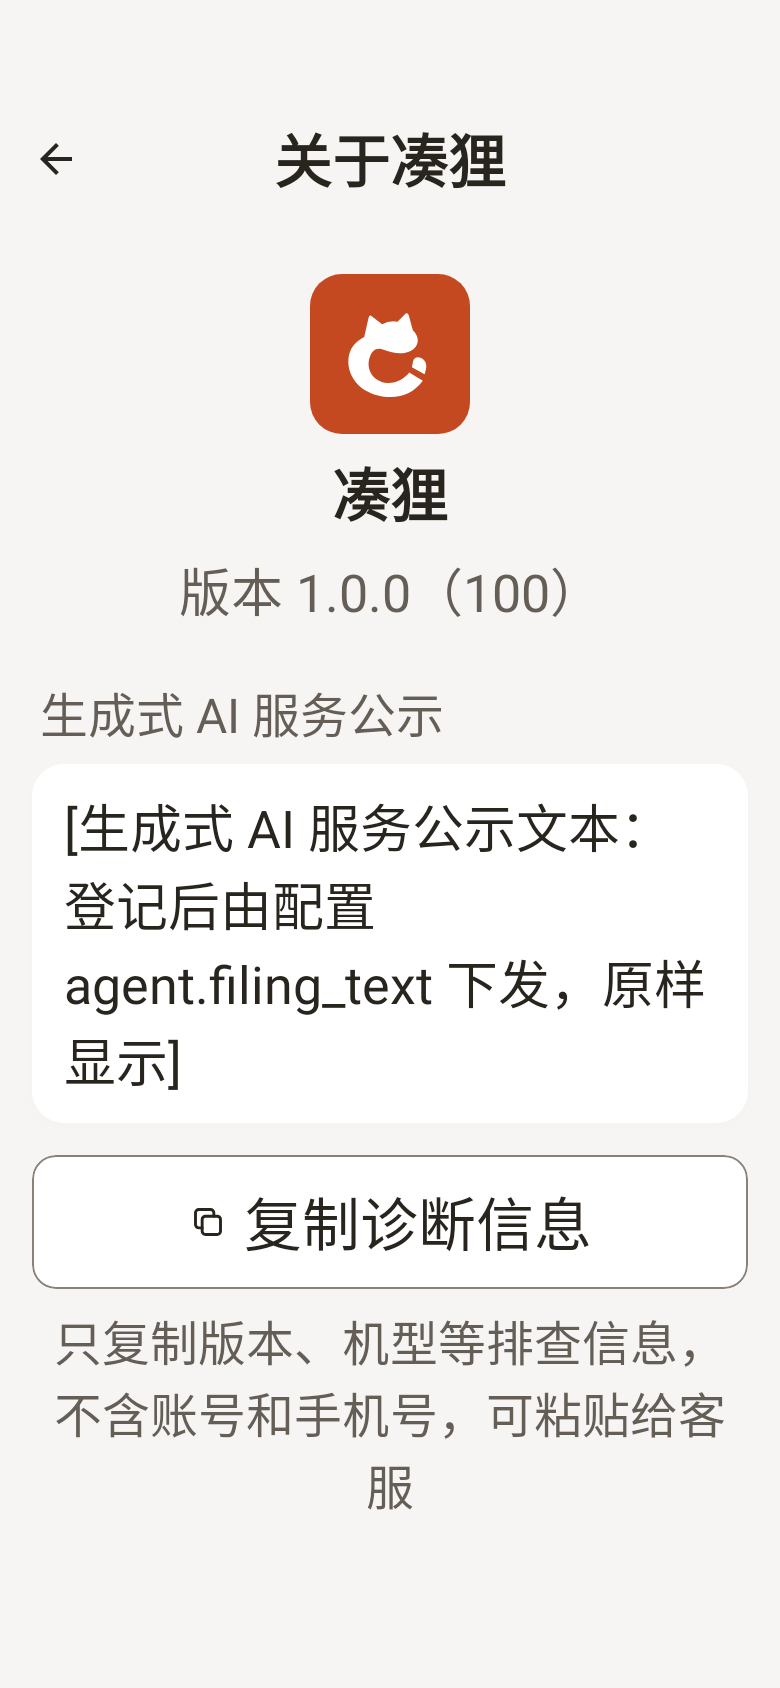 关于凑狸
凑狸
版本 1.0.0（100）
生成式 AI 服务公示
[生成式 AI 服务公示文本：
登记后由配置
agent.filing_text 下发，原样
显示]
复制诊断信息
只复制版本、机型等排查信息，
不含账号和手机号，可粘贴给客
服